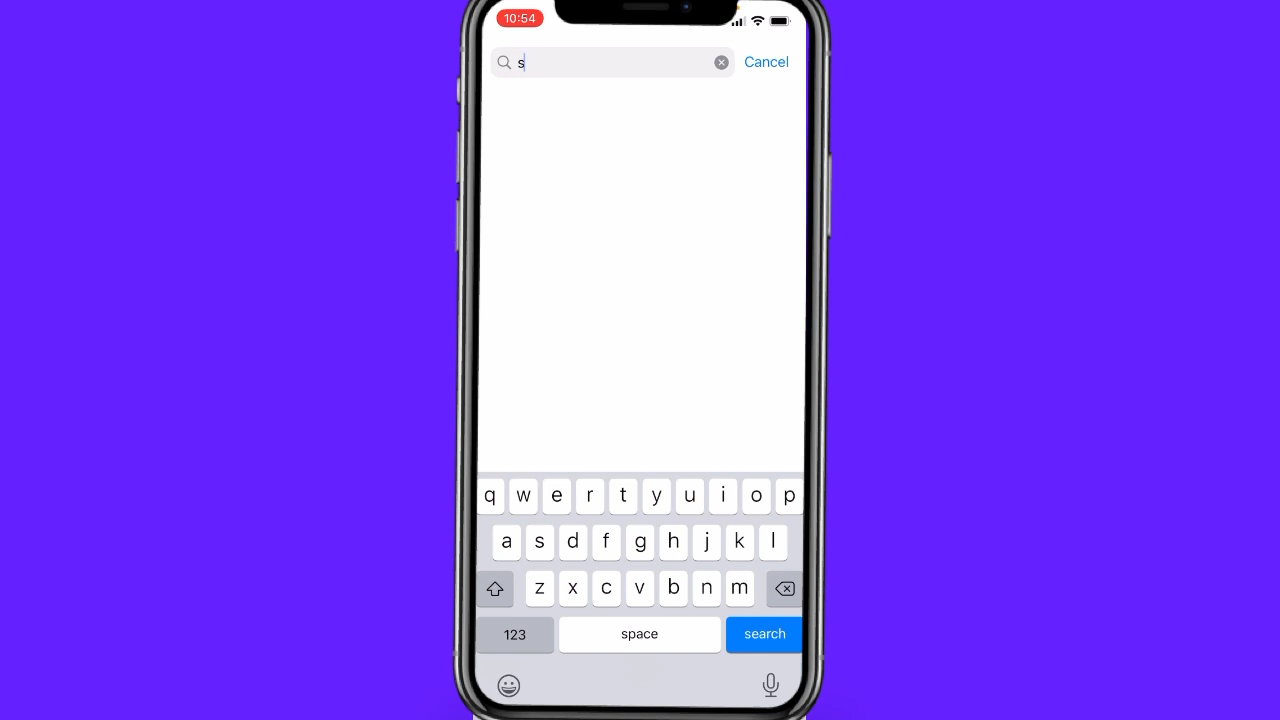 10:54
s
Cancel
q w e r t y u i o p
a s d f g h j k l
z x c v b n m
123 space search